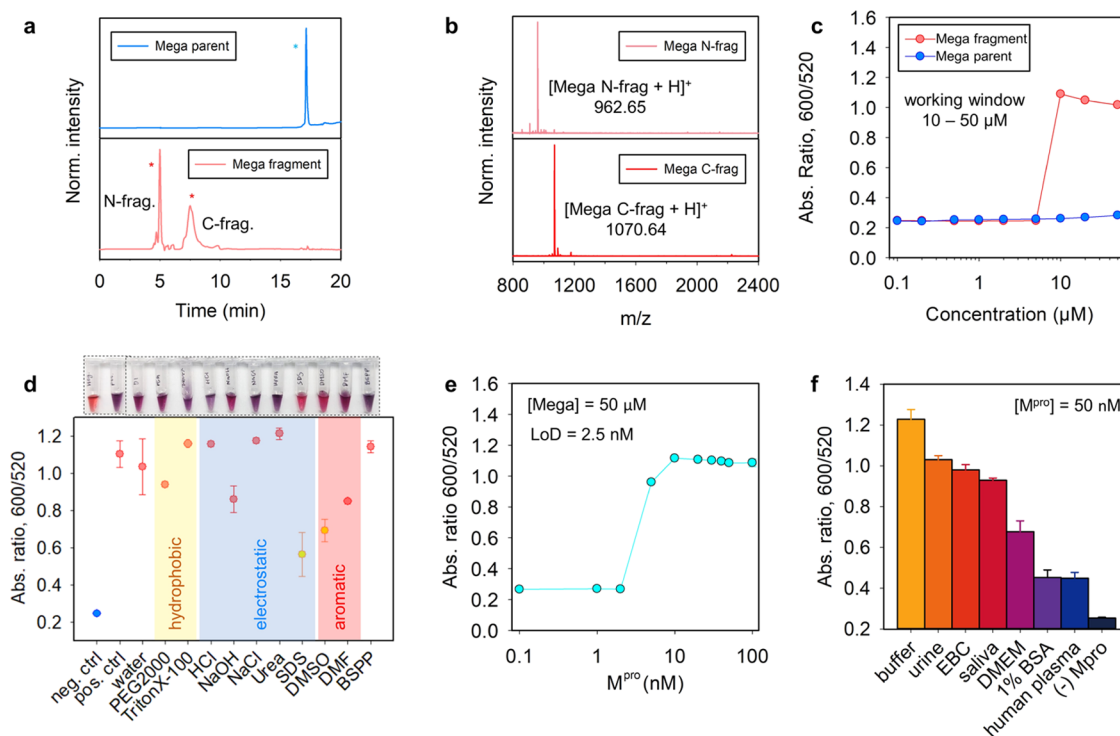 a
Mega parent
*
Mega fragment
*
*
N-frag.
C-frag.
Norm. intensity
0 5 10 15 20
Time (min)
b
Mega N-frag
[Mega N-frag + H]⁺
962.65
Mega C-frag
[Mega C-frag + H]⁺
1070.64
Norm. intensity
800 1200 1600 2000 2400
m/z
c
Mega fragment
Mega parent
working window
10 – 50 µM
Abs. Ratio, 600/520
1.6
1.4
1.2
1.0
0.8
0.6
0.4
0.2
0.0
0.1 1 10
Concentration (µM)
d
Abs. ratio, 600/520
1.2
1.0
0.8
0.6
0.4
0.2
hydrophobic
electrostatic
aromatic
neg. ctrl
pos. ctrl
water
PEG2000
TritonX-100
HCl
NaOH
NaCl
Urea
SDS
DMSO
DMF
BSPP
e
[Mega] = 50 µM
LoD = 2.5 nM
Abs. ratio 600/520
1.6
1.4
1.2
1.0
0.8
0.6
0.4
0.2
0.0
0.1 1 10 100
Mᵖʳᵒ (nM)
f
[Mᵖʳᵒ] = 50 nM
Abs. ratio, 600/520
1.4
1.2
1.0
0.8
0.6
0.4
0.2
buffer
urine
EBC
saliva
DMEM
1% BSA
human plasma
(-) Mpro